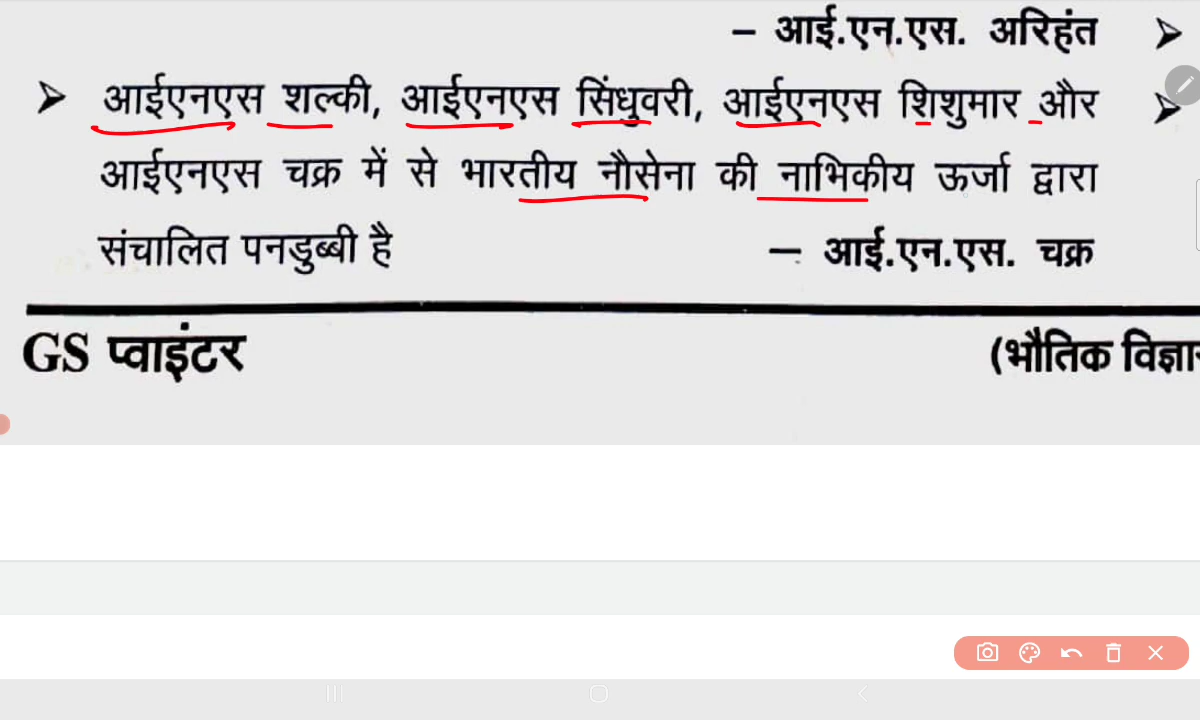 – आई.एन.एस. अरिहंत
➢ आईएनएस शल्की, आईएनएस सिंधुवरी, आईएनएस शिशुमार और
आईएनएस चक्र में से भारतीय नौसेना की नाभिकीय ऊर्जा द्वारा
संचालित पनडुब्बी है – आई.एन.एस. चक्र
GS प्वाइंटर (भौतिक विज्ञा